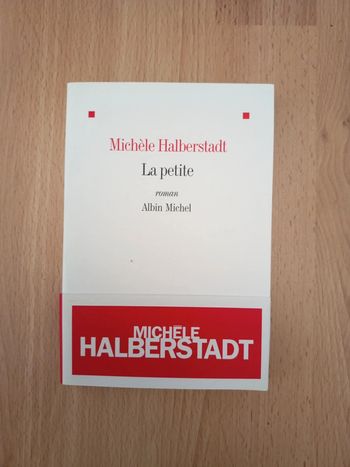 Michèle Halberstadt
La petite
roman
Albin Michel
MICHÈLE
HALBERSTADT